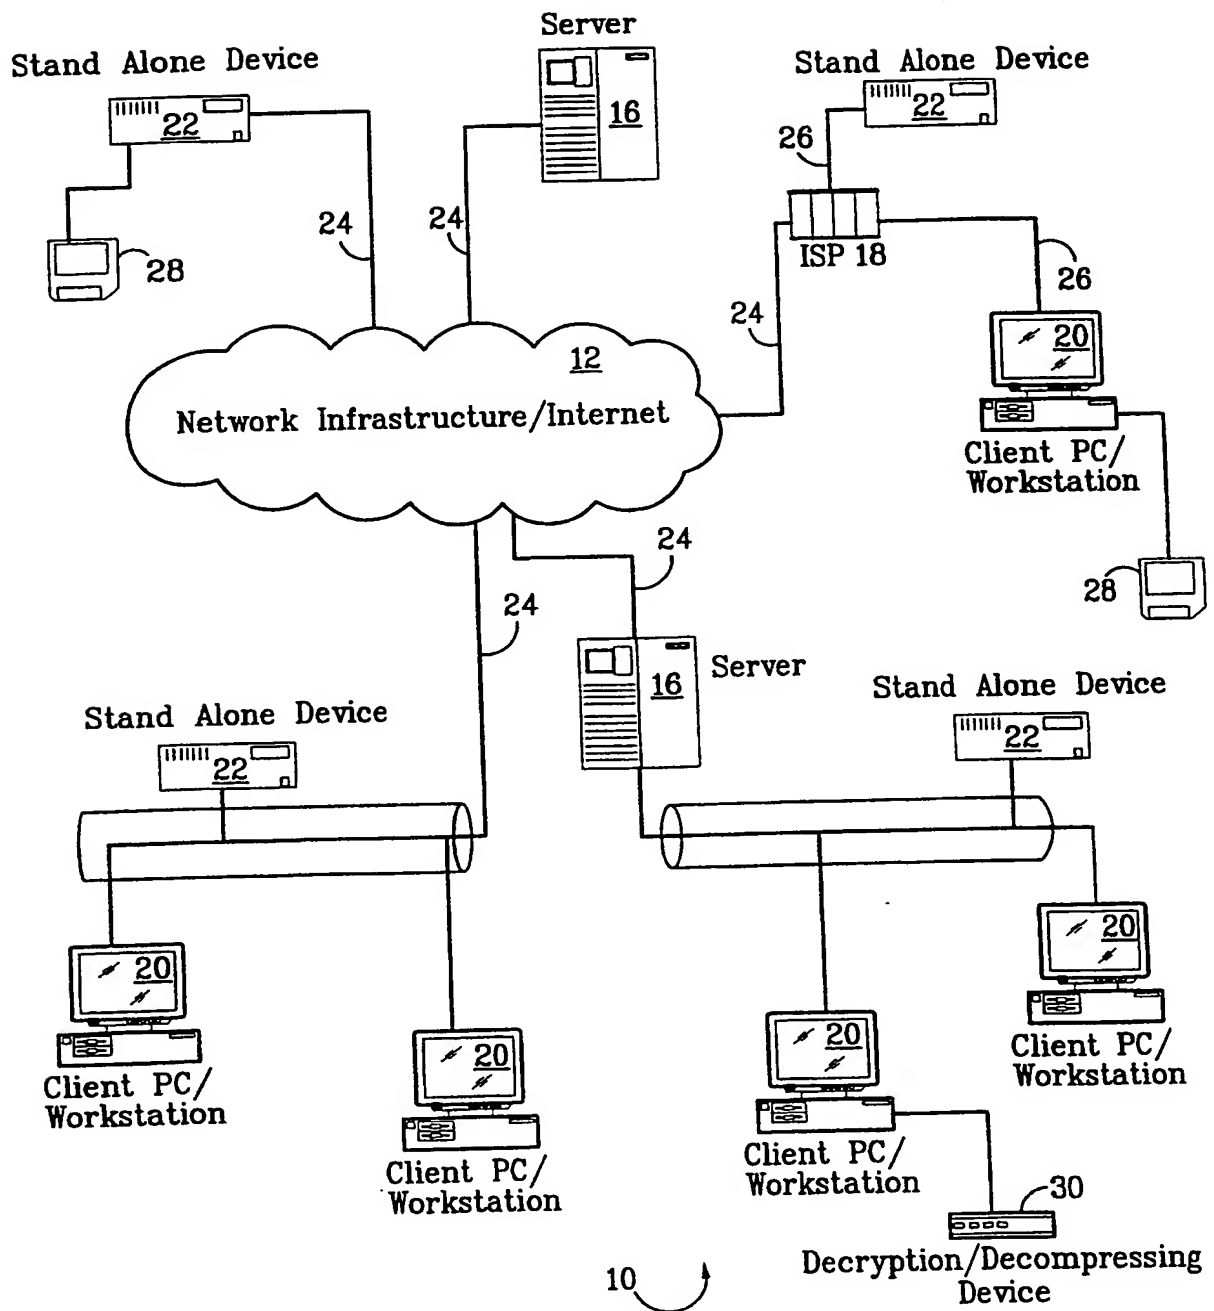 Server
Stand Alone Device
22
16
Stand Alone Device
22
26
24
24
ISP 18
28
26
24
20
12
Network Infrastructure/Internet
Client PC/
Workstation
24
28
24
16
Server
Stand Alone Device
22
Stand Alone Device
22
20
Client PC/
Workstation
20
Client PC/
Workstation
20
Client PC/
Workstation
20
Client PC/
Workstation
30
Decryption/Decompressing
Device
10